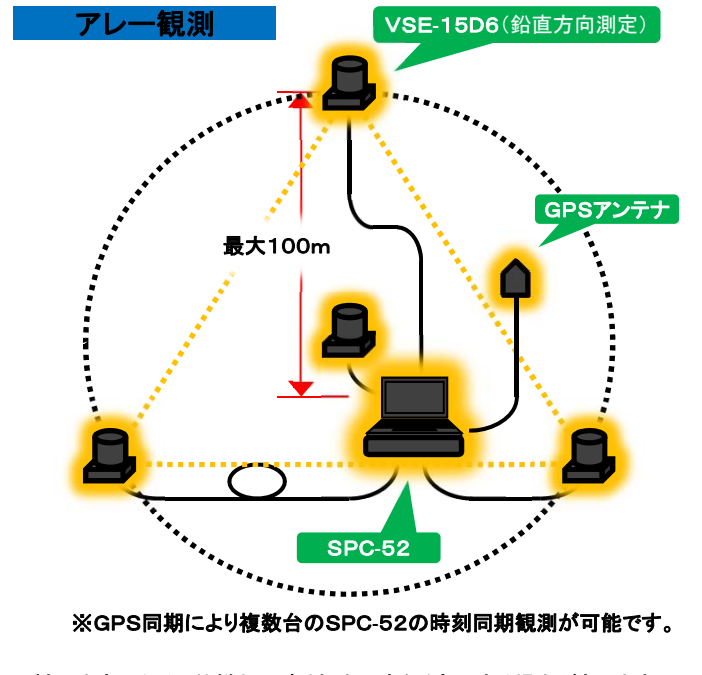 アレー観測
VSE-15D6(鉛直方向測定)
GPSアンテナ
最大100m
SPC-52
※GPS同期により複数台のSPC-52の時刻同期観測が可能です。